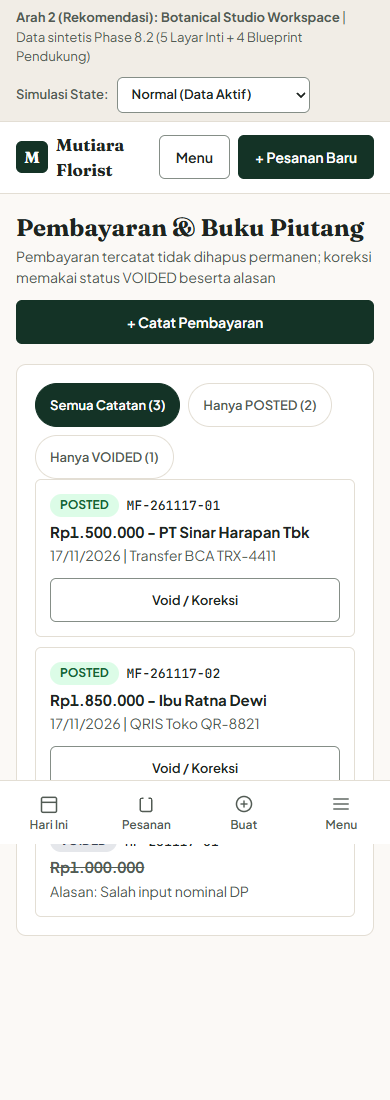 Arah 2 (Rekomendasi): Botanical Studio Workspace |
Data sintetis Phase 8.2 (5 Layar Inti + 4 Blueprint
Pendukung)
Simulasi State: Normal (Data Aktif)
M
Mutiara
Florist
Menu
+ Pesanan Baru
Pembayaran & Buku Piutang
Pembayaran tercatat tidak dihapus permanen; koreksi
memakai status VOIDED beserta alasan
+ Catat Pembayaran
Semua Catatan (3)
Hanya POSTED (2)
Hanya VOIDED (1)
POSTED MF-261117-01
Rp1.500.000 – PT Sinar Harapan Tbk
17/11/2026 | Transfer BCA TRX-4411
Void / Koreksi
POSTED MF-261117-02
Rp1.850.000 – Ibu Ratna Dewi
17/11/2026 | QRIS Toko QR-8821
Void / Koreksi
Hari Ini
Pesanan
Buat
Menu
Rp1.000.000
Alasan: Salah input nominal DP